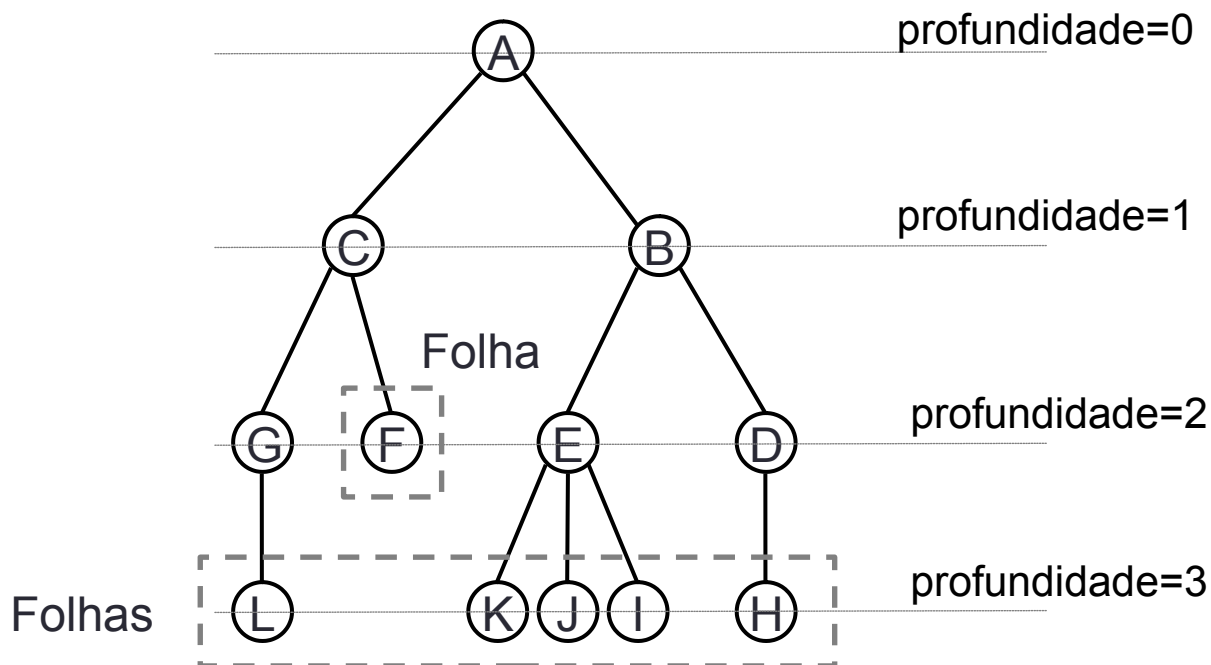 A
profundidade=0
C
B
profundidade=1
Folha
G
F
E
D
profundidade=2
Folhas
L
K
J
I
H
profundidade=3